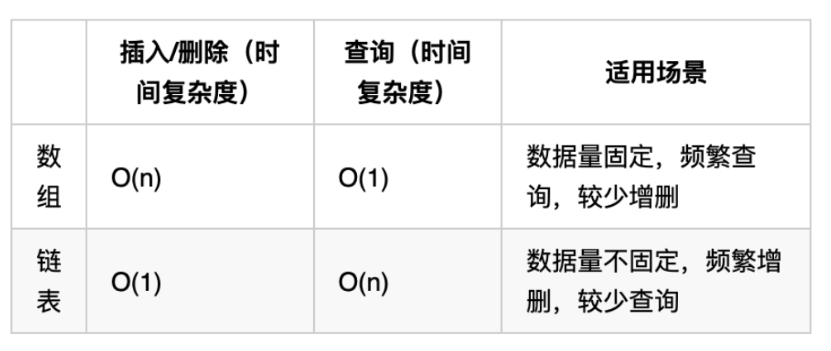 插入/删除（时
间复杂度）
查询（时间
复杂度）
适用场景
数
组
O(n)
O(1)
数据量固定，频繁查
询，较少增删
链
表
O(1)
O(n)
数据量不固定，频繁增
删，较少查询